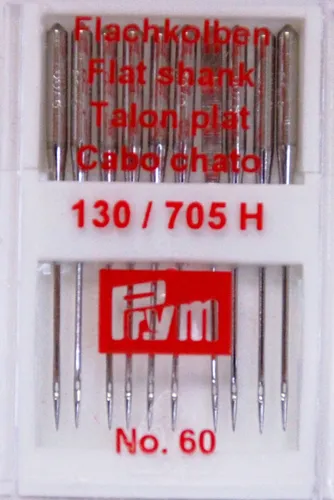 Flachkolben
Flat shank
Talon plat
Cabo chato
130 / 705 H
Prym
No. 60